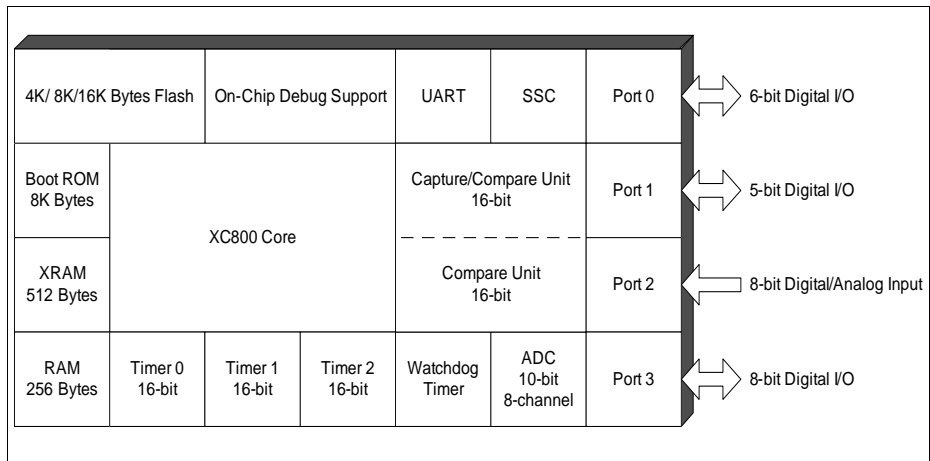 4K/ 8K/16K Bytes Flash
On-Chip Debug Support
UART
SSC
Port 0
6-bit Digital I/O
Boot ROM
8K Bytes
XC800 Core
Capture/Compare Unit
16-bit
Port 1
5-bit Digital I/O
XRAM
512 Bytes
Compare Unit
16-bit
Port 2
8-bit Digital/Analog Input
RAM
256 Bytes
Timer 0
16-bit
Timer 1
16-bit
Timer 2
16-bit
Watchdog
Timer
ADC
10-bit
8-channel
Port 3
8-bit Digital I/O